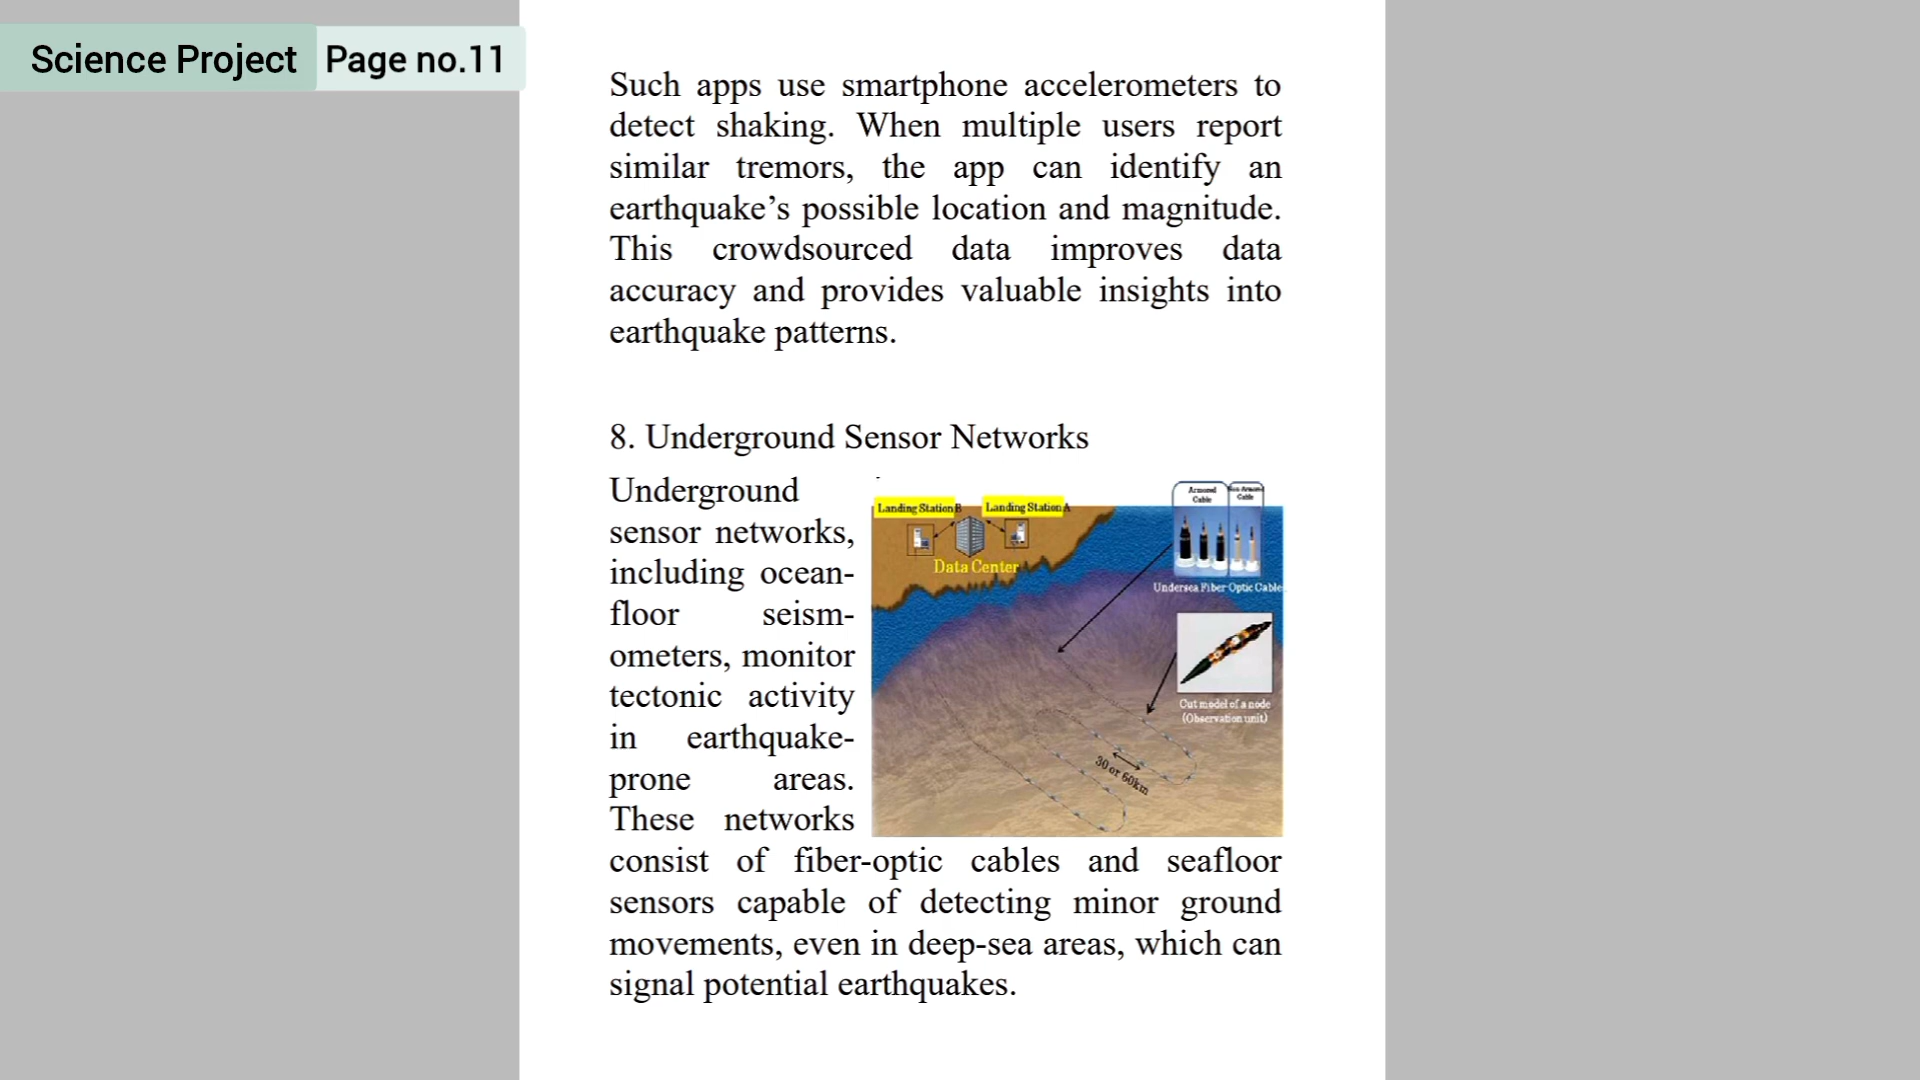 Science Project
Page no.11
Such apps use smartphone accelerometers to
detect shaking. When multiple users report
similar tremors, the app can identify an
earthquake’s possible location and magnitude.
This crowdsourced data improves data
accuracy and provides valuable insights into
earthquake patterns.
8. Underground Sensor Networks
Underground
sensor networks,
including ocean-
floor seism-
ometers, monitor
tectonic activity
in earthquake-
prone areas.
These networks
consist of fiber-optic cables and seafloor
sensors capable of detecting minor ground
movements, even in deep-sea areas, which can
signal potential earthquakes.
Landing Station B
Landing Station A
Data Center
Armored
Cable
Non Armored
Cable
Undersea Fiber Optic Cable
Cut model of a node
(Observation unit)
30 or 60km